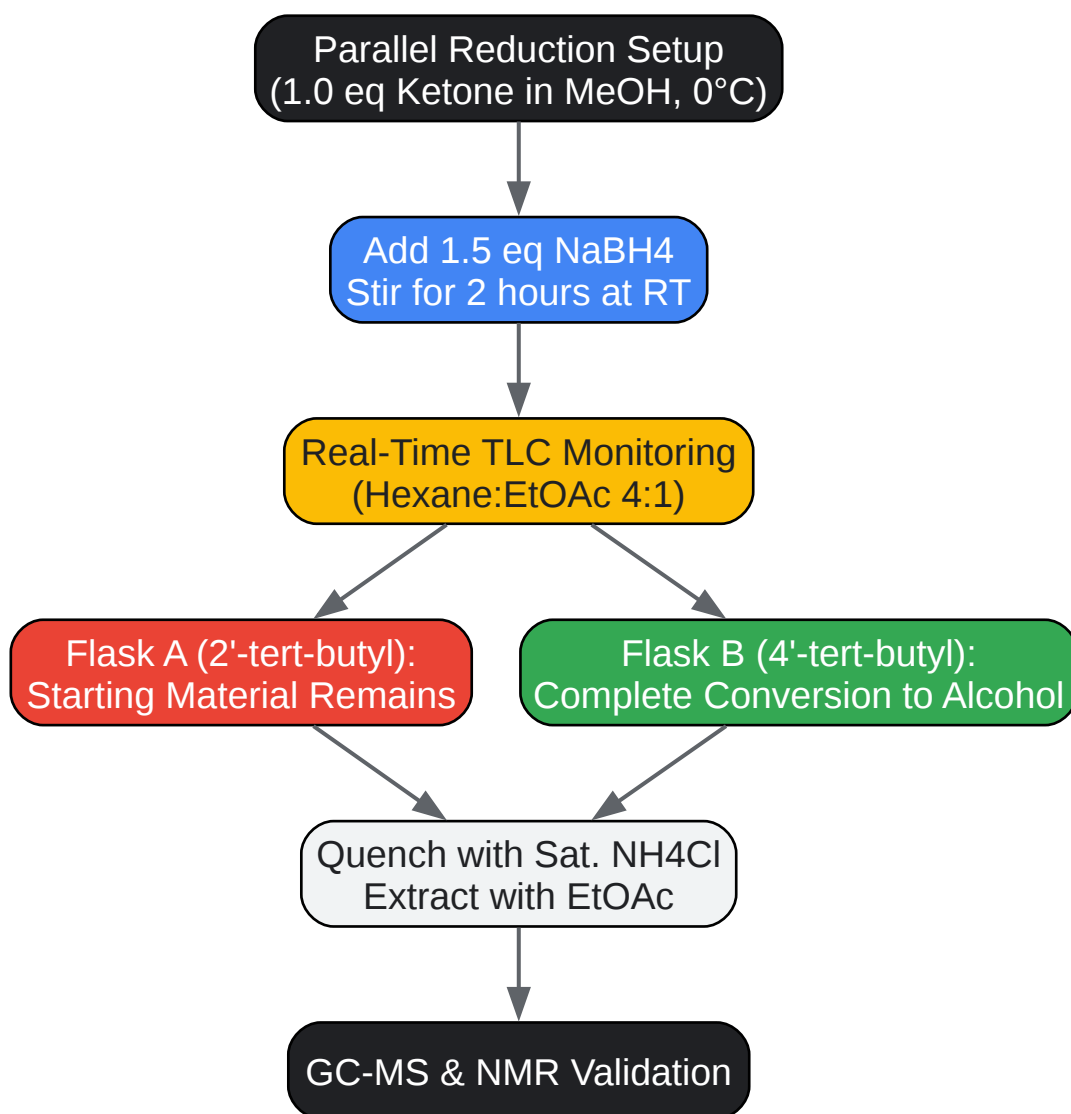 Parallel Reduction Setup
(1.0 eq Ketone in MeOH, 0°C)
Add 1.5 eq NaBH4
Stir for 2 hours at RT
Real-Time TLC Monitoring
(Hexane:EtOAc 4:1)
Flask A (2'-tert-butyl):
Starting Material Remains
Flask B (4'-tert-butyl):
Complete Conversion to Alcohol
Quench with Sat. NH4Cl
Extract with EtOAc
GC-MS & NMR Validation